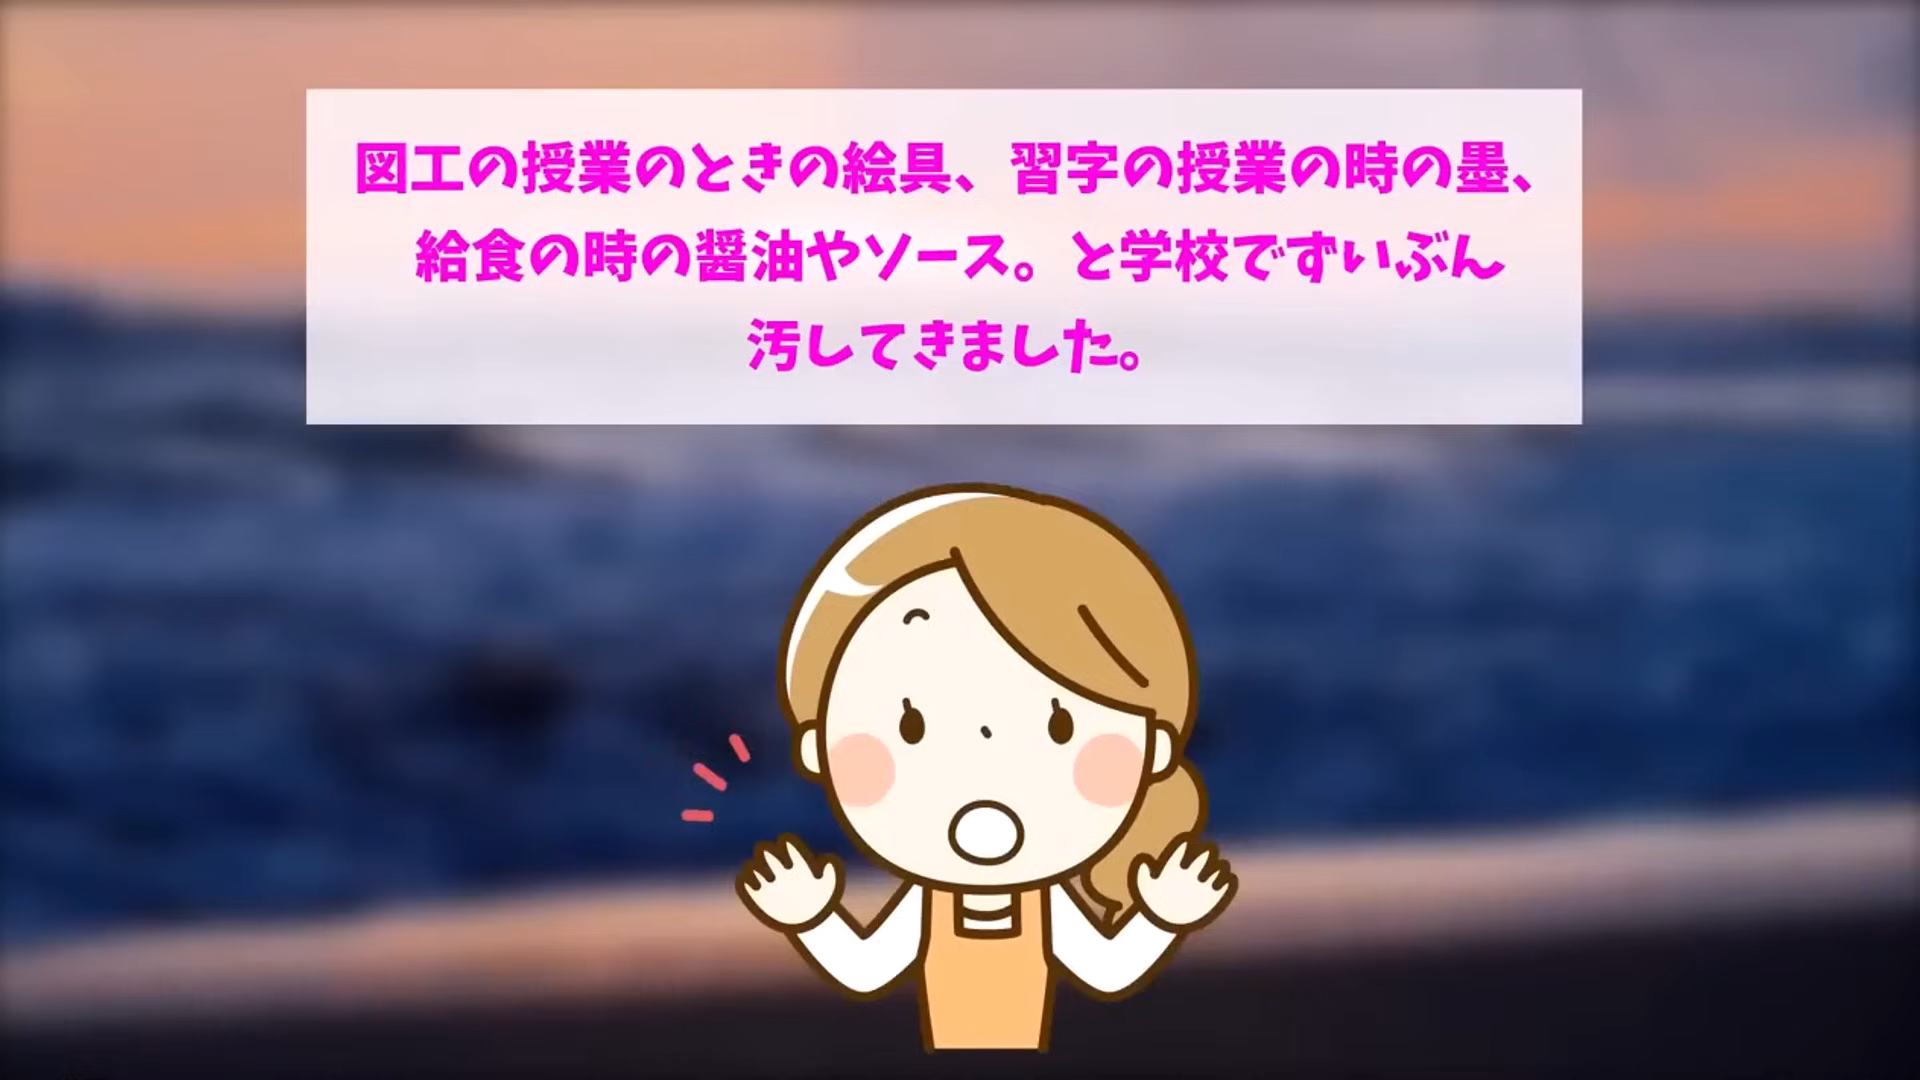 図工の授業のときの絵具、習字の授業の時の墨、
給食の時の醤油やソース。と学校でずいぶん
汚してきました。